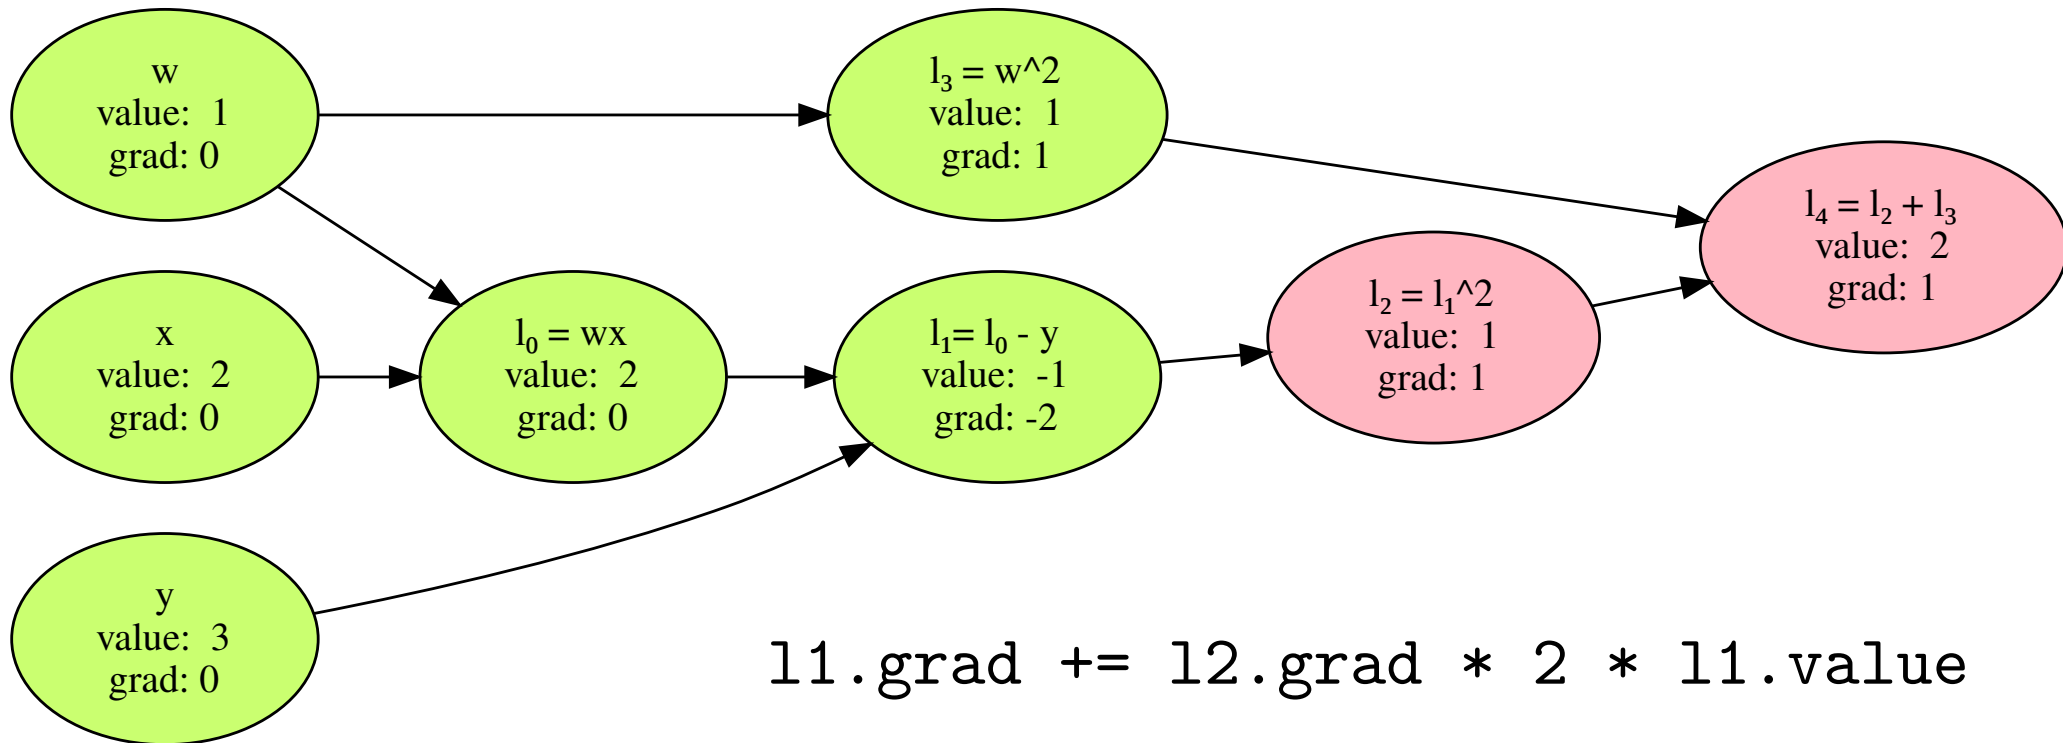 w
value: 1
grad: 0
l₃ = w^2
value: 1
grad: 1
l₄ = l₂ + l₃
value: 2
grad: 1
x
value: 2
grad: 0
l₀ = wx
value: 2
grad: 0
l₁= l₀ - y
value: -1
grad: -2
l₂ = l₁^2
value: 1
grad: 1
y
value: 3
grad: 0
l1.grad += l2.grad * 2 * l1.value